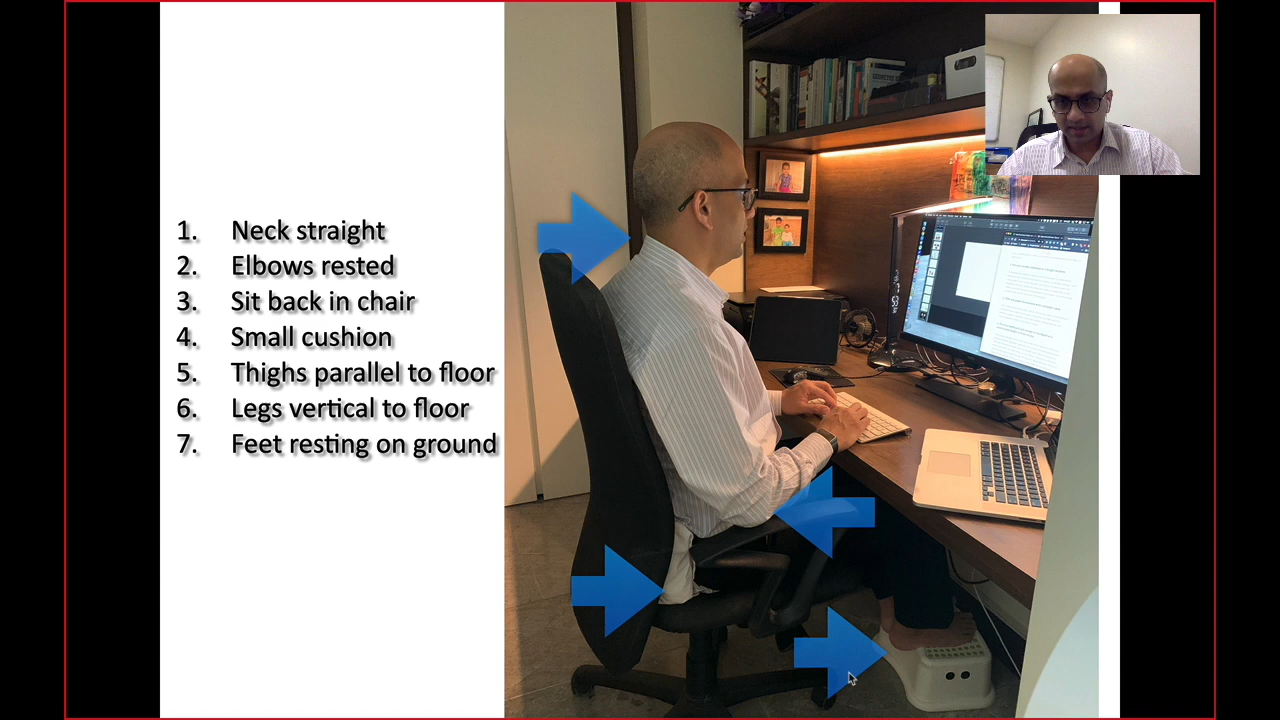 1. Neck straight
2. Elbows rested
3. Sit back in chair
4. Small cushion
5. Thighs parallel to floor
6. Legs vertical to floor
7. Feet resting on ground